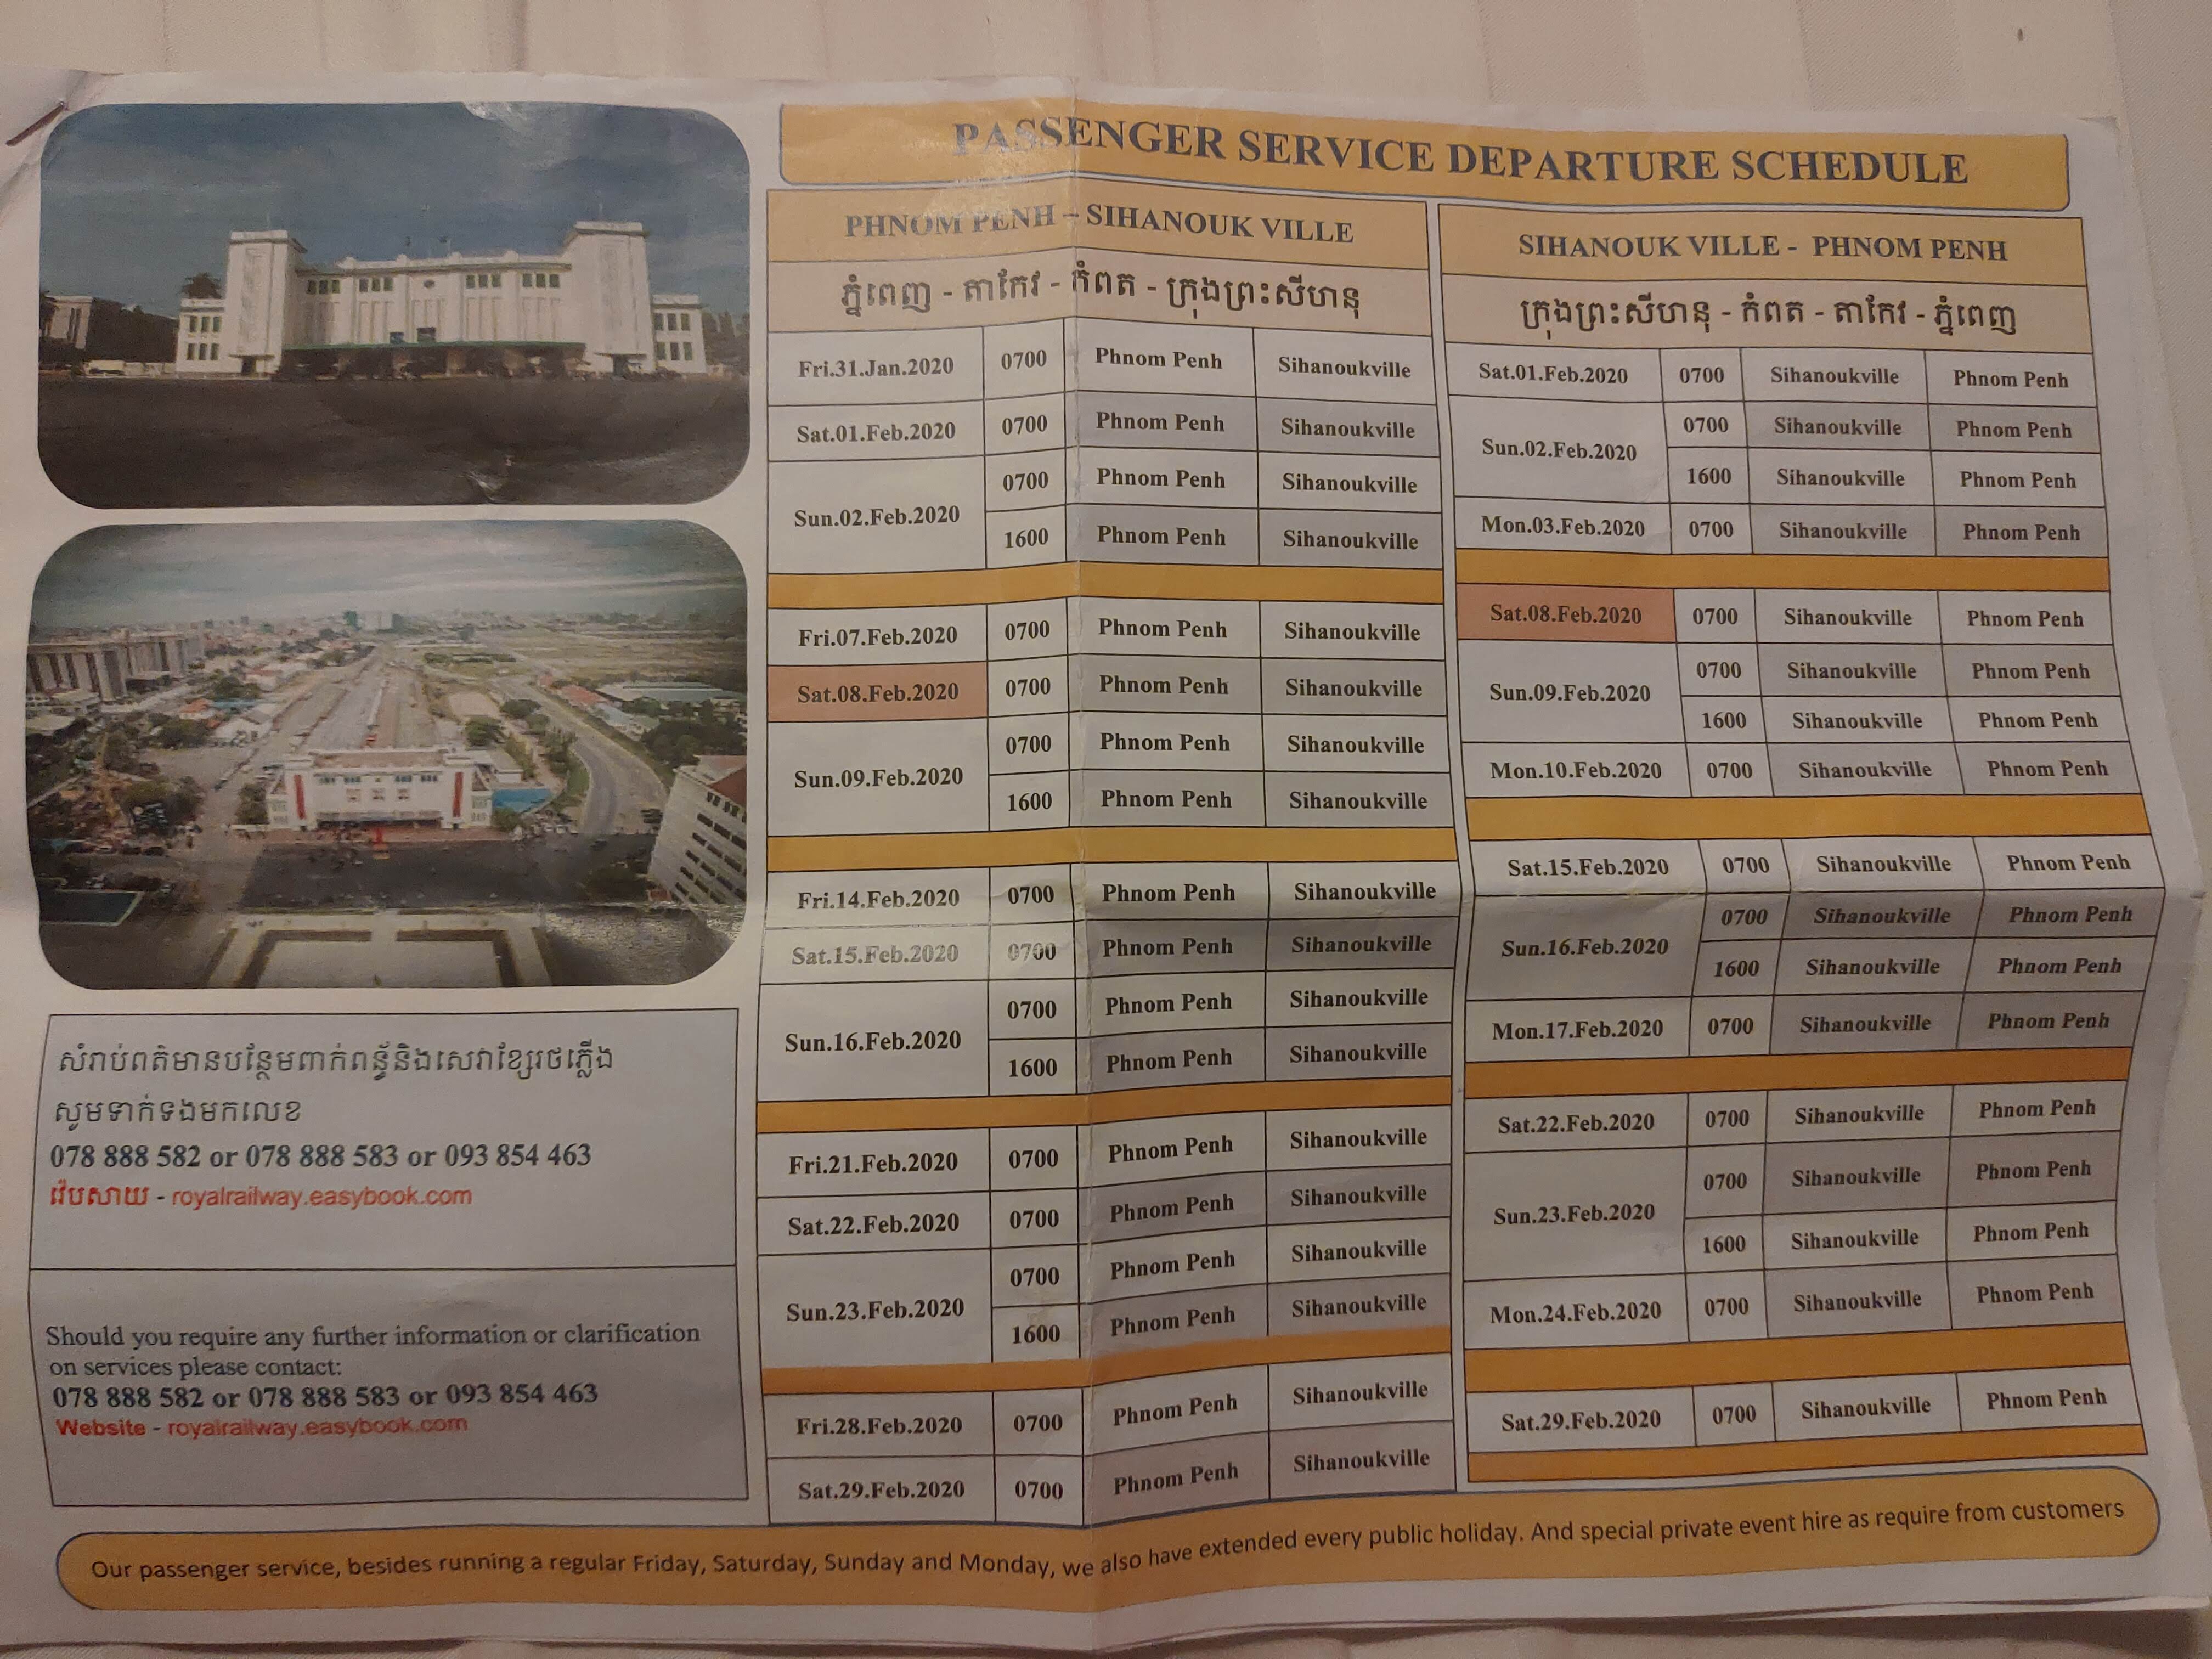 PASSENGER SERVICE DEPARTURE SCHEDULE
PHNOM PENH – SIHANOUK VILLE
ភ្នំពេញ - តាកែវ - កំពត - ក្រុងព្រះសីហនុ
Fri.31.Jan.2020 0700 Phnom Penh Sihanoukville
Sat.01.Feb.2020 0700 Phnom Penh Sihanoukville
Sun.02.Feb.2020 0700 Phnom Penh Sihanoukville
1600 Phnom Penh Sihanoukville
Fri.07.Feb.2020 0700 Phnom Penh Sihanoukville
Sat.08.Feb.2020 0700 Phnom Penh Sihanoukville
Sun.09.Feb.2020 0700 Phnom Penh Sihanoukville
1600 Phnom Penh Sihanoukville
Fri.14.Feb.2020 0700 Phnom Penh Sihanoukville
Sat.15.Feb.2020 0700 Phnom Penh Sihanoukville
Sun.16.Feb.2020 0700 Phnom Penh Sihanoukville
1600 Phnom Penh Sihanoukville
Fri.21.Feb.2020 0700 Phnom Penh Sihanoukville
Sat.22.Feb.2020 0700 Phnom Penh Sihanoukville
Sun.23.Feb.2020 0700 Phnom Penh Sihanoukville
1600 Phnom Penh Sihanoukville
Fri.28.Feb.2020 0700 Phnom Penh Sihanoukville
Sat.29.Feb.2020 0700 Phnom Penh Sihanoukville
SIHANOUK VILLE - PHNOM PENH
ក្រុងព្រះសីហនុ - កំពត - តាកែវ - ភ្នំពេញ
Sat.01.Feb.2020 0700 Sihanoukville Phnom Penh
Sun.02.Feb.2020 0700 Sihanoukville Phnom Penh
1600 Sihanoukville Phnom Penh
Mon.03.Feb.2020 0700 Sihanoukville Phnom Penh
Sat.08.Feb.2020 0700 Sihanoukville Phnom Penh
Sun.09.Feb.2020 0700 Sihanoukville Phnom Penh
1600 Sihanoukville Phnom Penh
Mon.10.Feb.2020 0700 Sihanoukville Phnom Penh
Sat.15.Feb.2020 0700 Sihanoukville Phnom Penh
Sun.16.Feb.2020 0700 Sihanoukville Phnom Penh
1600 Sihanoukville Phnom Penh
Mon.17.Feb.2020 0700 Sihanoukville Phnom Penh
Sat.22.Feb.2020 0700 Sihanoukville Phnom Penh
Sun.23.Feb.2020 0700 Sihanoukville Phnom Penh
1600 Sihanoukville Phnom Penh
Mon.24.Feb.2020 0700 Sihanoukville Phnom Penh
Sat.29.Feb.2020 0700 Sihanoukville Phnom Penh
សំរាប់ពត៌មានបន្ថែមពាក់ពន្ធ័និងសេវាខ្សែរថភ្លើង
សូមទាក់ទងមកលេខ
078 888 582 or 078 888 583 or 093 854 463
វ៉េបសាយ - royalrailway.easybook.com
Should you require any further information or clarification
on services please contact:
078 888 582 or 078 888 583 or 093 854 463
Website - royalrailway.easybook.com
Our passenger service, besides running a regular Friday, Saturday, Sunday and Monday, we also have extended every public holiday. And special private event hire as require from customers